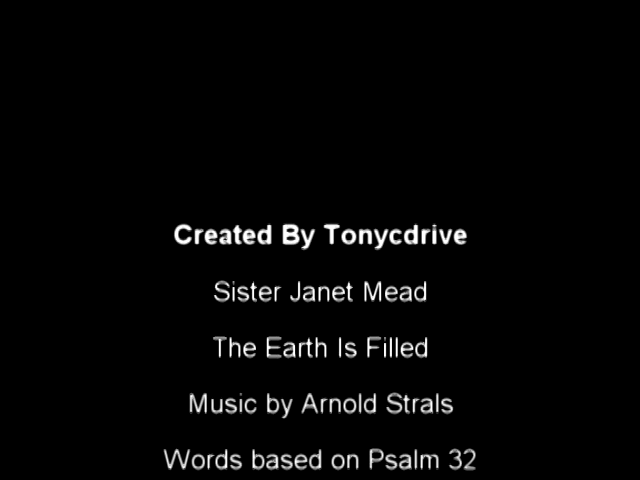 Created By Tonycdrive
Sister Janet Mead
The Earth Is Filled
Music by Arnold Strals
Words based on Psalm 32